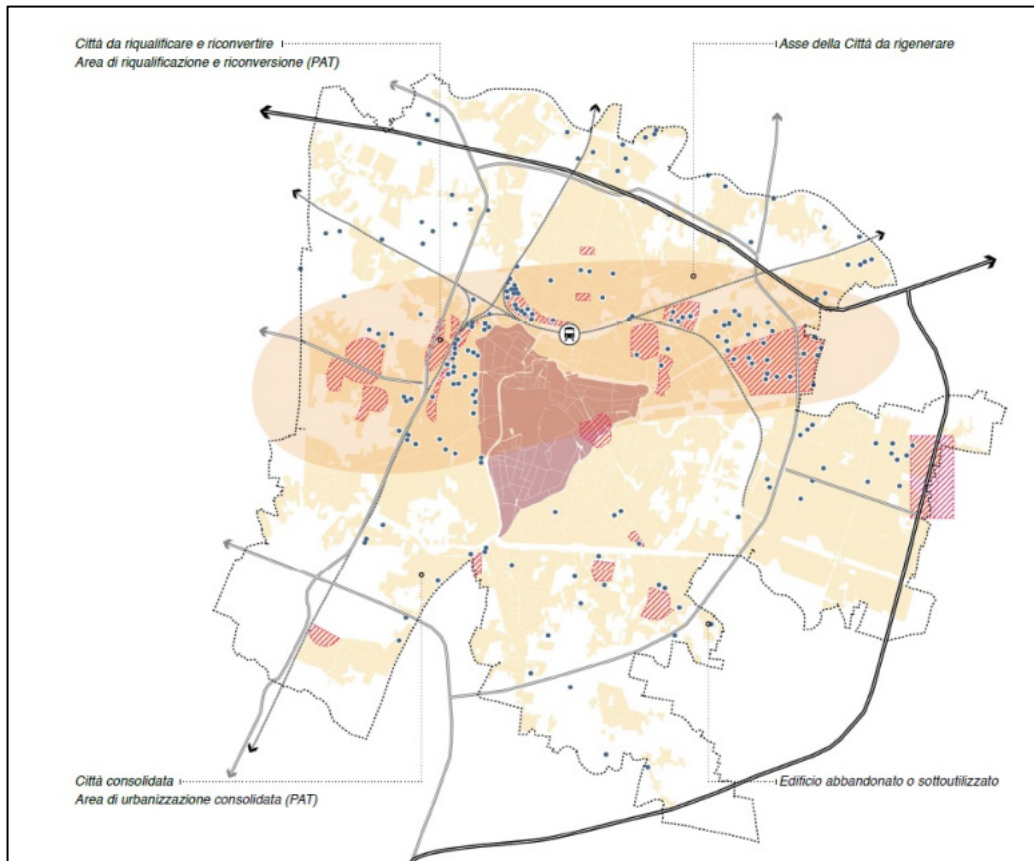 Città da riqualificare e riconvertire
Area di riqualificazione e riconversione (PAT)
Asse della Città da rigenerare
Città consolidata
Area di urbanizzazione consolidata (PAT)
Edificio abbandonato o sottoutilizzato